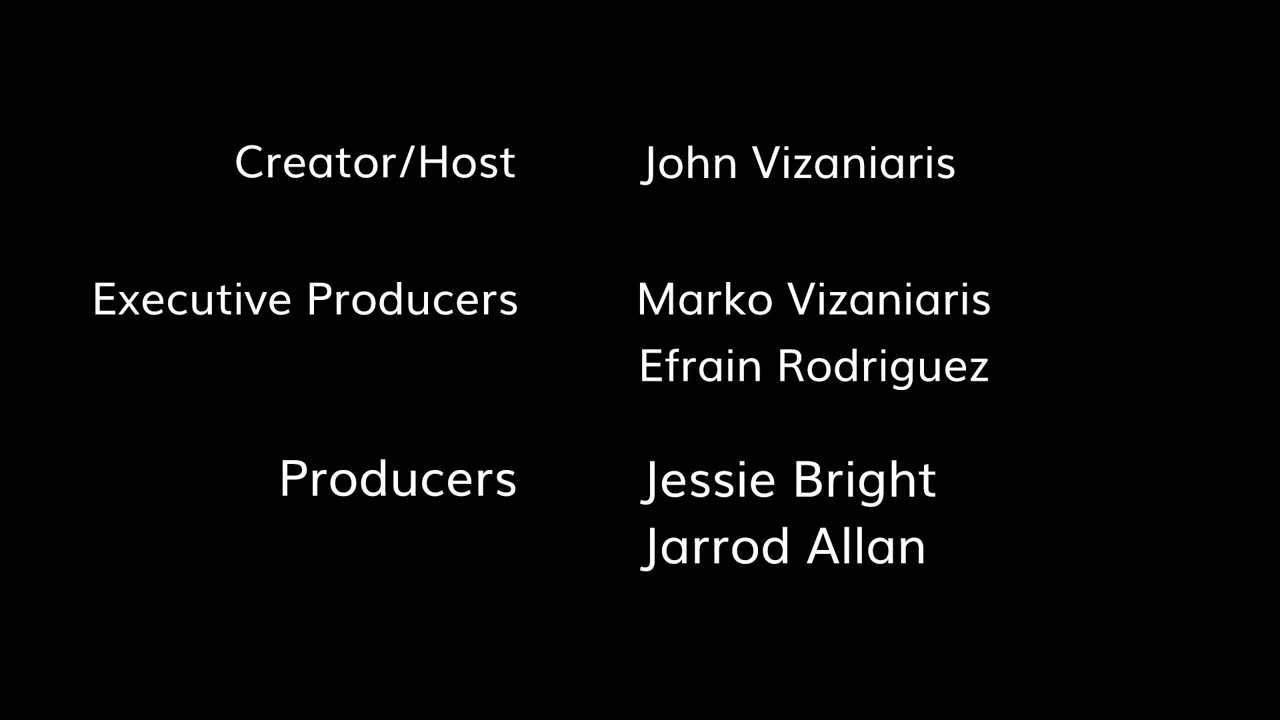 Creator/Host John Vizaniaris
Executive Producers Marko Vizaniaris
Efrain Rodriguez
Producers Jessie Bright
Jarrod Allan